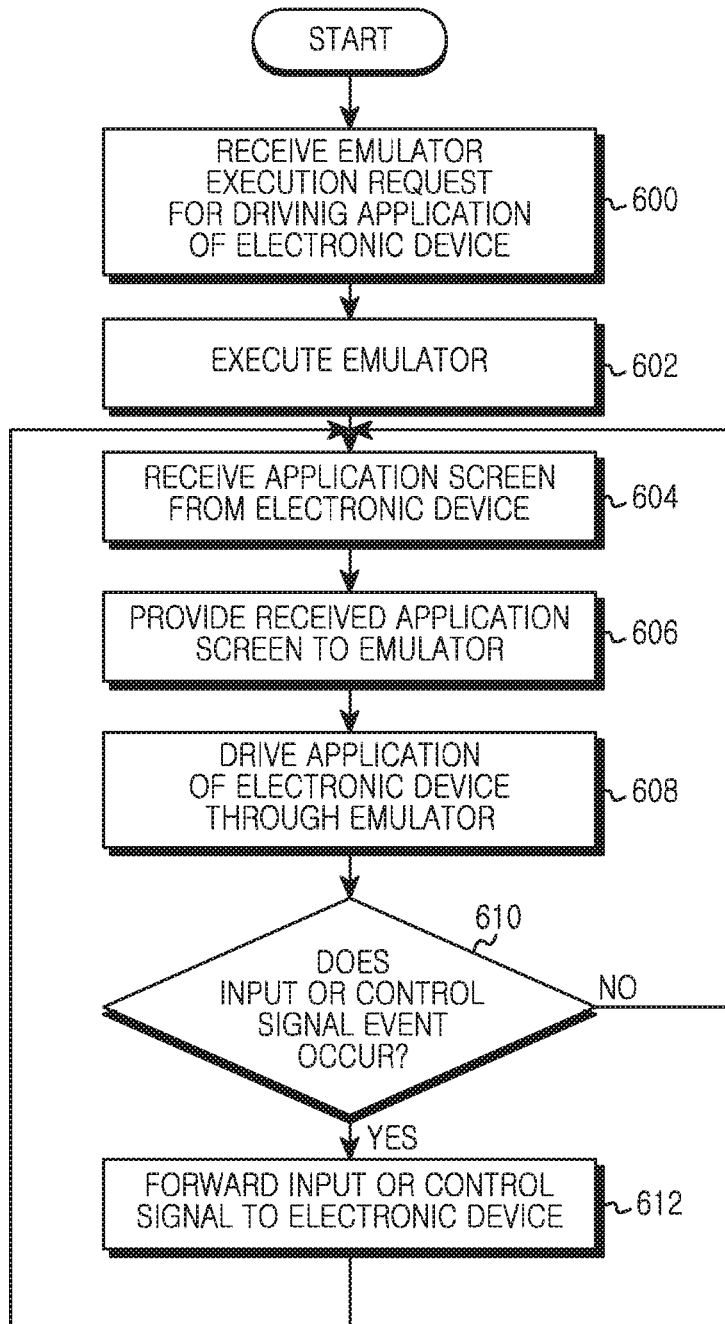 START
RECEIVE EMULATOR
EXECUTION REQUEST
FOR DRIVINIG APPLICATION
OF ELECTRONIC DEVICE
600
EXECUTE EMULATOR
602
RECEIVE APPLICATION SCREEN
FROM ELECTRONIC DEVICE
604
PROVIDE RECEIVED APPLICATION
SCREEN TO EMULATOR
606
DRIVE APPLICATION
OF ELECTRONIC DEVICE
THROUGH EMULATOR
608
610
DOES
INPUT OR CONTROL
SIGNAL EVENT
OCCUR?
NO
YES
FORWARD INPUT OR CONTROL
SIGNAL TO ELECTRONIC DEVICE
612